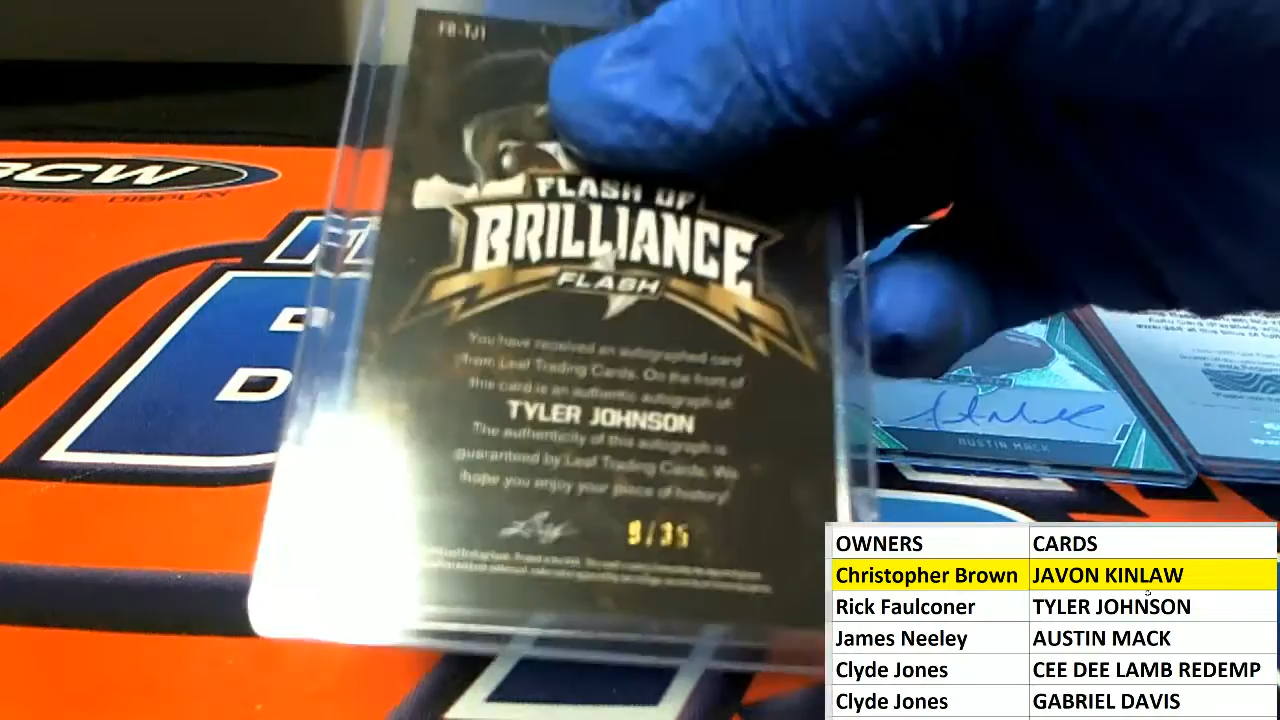 FB-TJ1
FLASH OF
BRILLIANCE
FLASH
You have received an autographed card
from Leaf Trading Cards. On the front of
this card is an authentic autograph of:
TYLER JOHNSON
The authenticity of this autograph is
guaranteed by Leaf Trading Cards. We
hope you enjoy your piece of history!
Leaf
9/35
BCW
STORE DISPLAY
AUSTIN MACK
OWNERS CARDS
Christopher Brown JAVON KINLAW
Rick Faulconer TYLER JOHNSON
James Neeley AUSTIN MACK
Clyde Jones CEE DEE LAMB REDEMP
Clyde Jones GABRIEL DAVIS